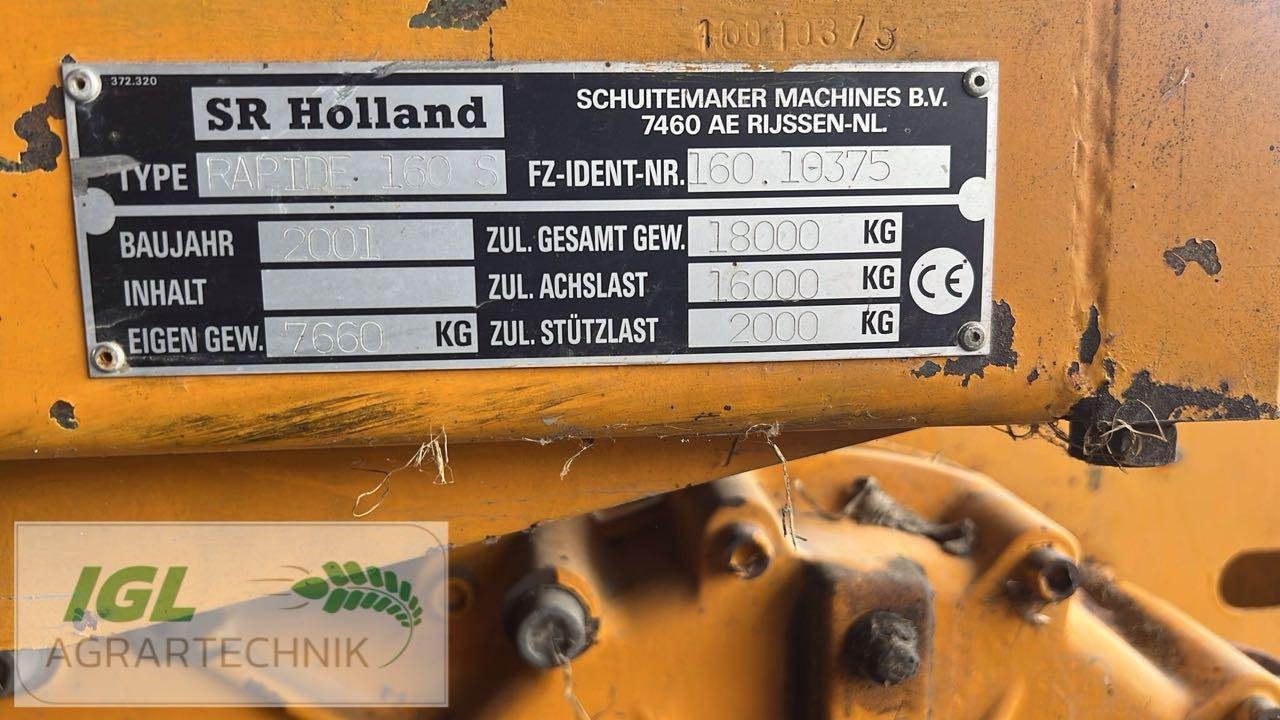 16010375
372.320
SR Holland
SCHUITEMAKER MACHINES B.V.
7460 AE RIJSSEN-NL.
TYPE RAPIDE 160 S FZ-IDENT-NR. 160.10375
BAUJAHR 2001 ZUL. GESAMT GEW. 18000 KG
INHALT ZUL. ACHSLAST 16000 KG
EIGEN GEW. 7660 KG ZUL. STÜTZLAST 2000 KG
CE
IGL
AGRARTECHNIK